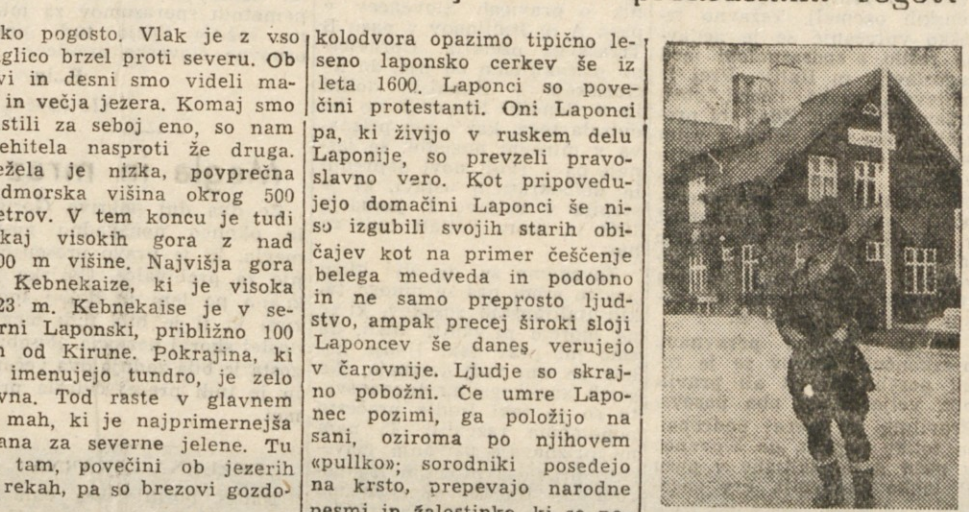 ko pogosto. Vlak je z vso
glico brzel proti severu. Ob
vi in desni smo videli ma-
in večja jezera. Komaj smo
stili za seboj eno, so nam
ehitela nasproti že druga.
ežela je nizka, povprečna
dmorska višina okrog 500
etrov. V tem koncu je tudi
kaj visokih gora z nad
00 m višine. Najvišja gora
Kebnekaize, ki je visoka
23 m. Kebnekaise je v se-
rni Laponski, približno 100
od Kirune. Pokrajina, ki
imenujejo tundro, je zelo
vna. Tod raste v glavnem
mah, ki je najprimernejša
ana za severne jelene. Tu
tam, povečini ob jezerih
rekah, pa so brezovi gozdo-
kolodvora opazimo tipično le-
seno laponsko cerkev še iz
leta 1600. Laponci so pove-
čini protestanti. Oni Laponci
pa, ki živijo v ruskem delu
Laponije, so prevzeli pravo-
slavno vero. Kot pripovedu-
jejo domačini Laponci še ni-
so izgubili svojih starih obi-
čajev kot na primer češčenje
belega medveda in podobno
in ne samo preprosto ljud-
stvo, ampak precej široki sloji
Laponcev še danes verujejo
v čarovnije. Ljudje so skraj-
no pobožni. Če umre Lapo-
nec pozimi, ga položijo na
sani, oziroma po njihovem
«pullko»; sorodniki posedejo
na krsto, prepevajo narodne